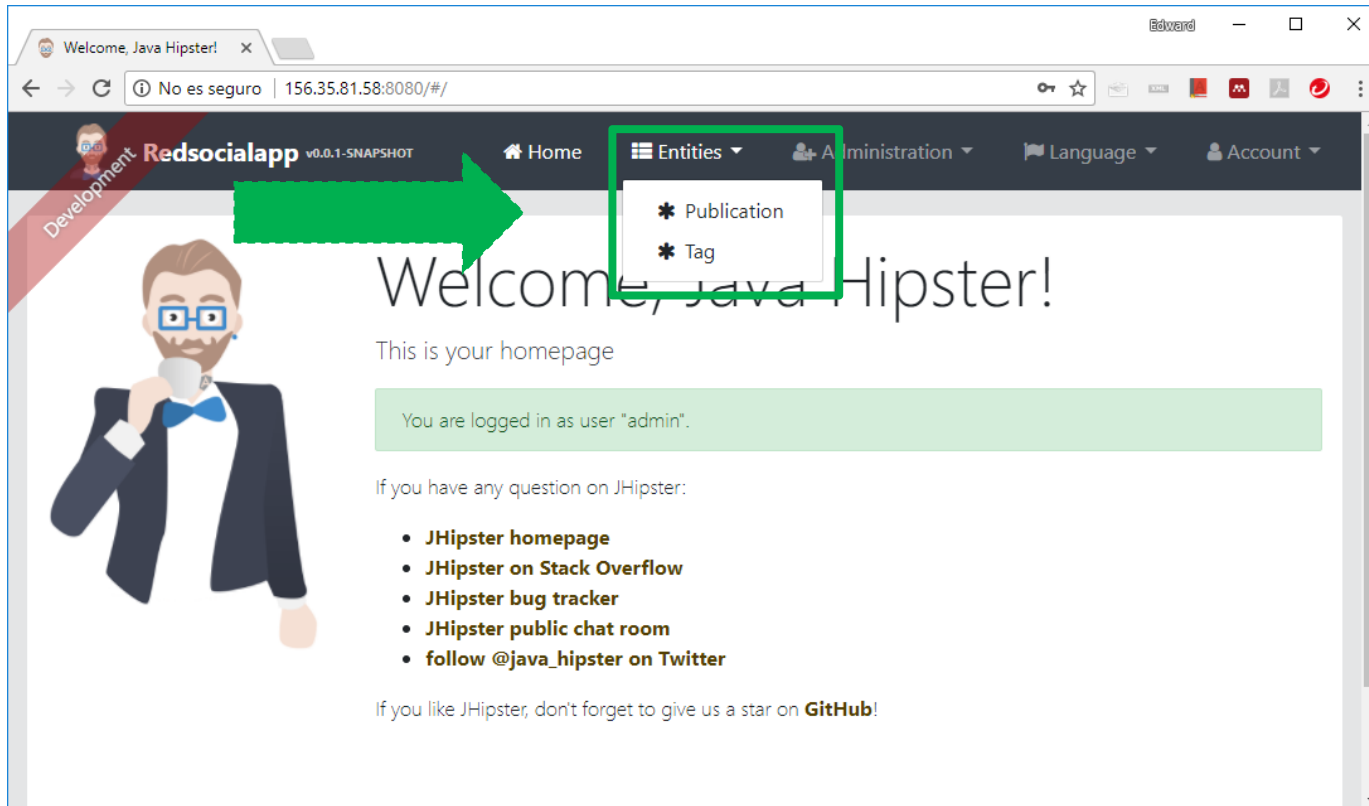 Edward
Welcome, Java Hipster!
No es seguro | 156.35.81.58:8080/#/
Development
Redsocialapp v0.0.1-SNAPSHOT Home Entities Administration Language Account
Publication
Tag
Welcome, Java Hipster!
This is your homepage
You are logged in as user "admin".
If you have any question on JHipster:
JHipster homepage
JHipster on Stack Overflow
JHipster bug tracker
JHipster public chat room
follow @java_hipster on Twitter
If you like JHipster, don't forget to give us a star on GitHub!